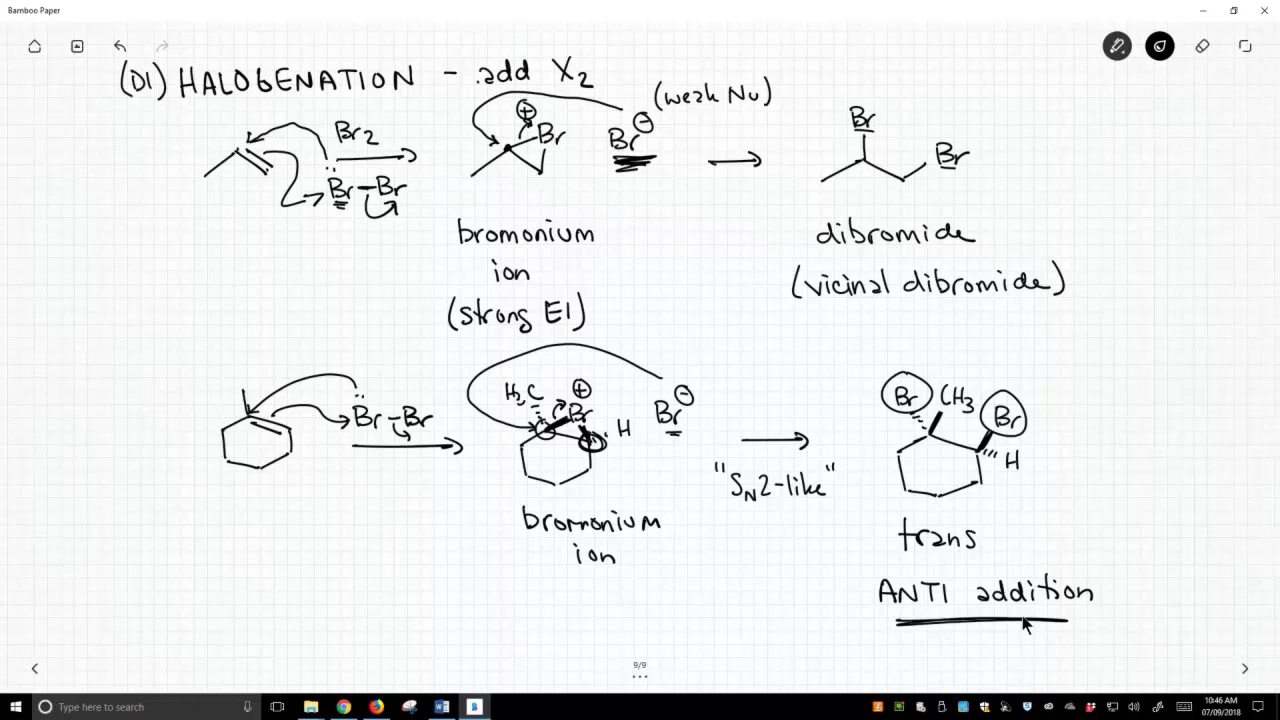 Bamboo Paper
(D1) HALOGENATION - add X2
(weak Nu)
Br2
⊕
Br
Br⊖
Br
Br
Br-Br
bromonium
ion
(strong El)
dibromide
(vicinal dibromide)
Br-Br
H3C
⊕
Br
H
Br⊖
"SN2-like"
Br
CH3
Br
H
bromonium
ion
trans
ANTI addition
9/9
Type here to search
10:46 AM
07/09/2018